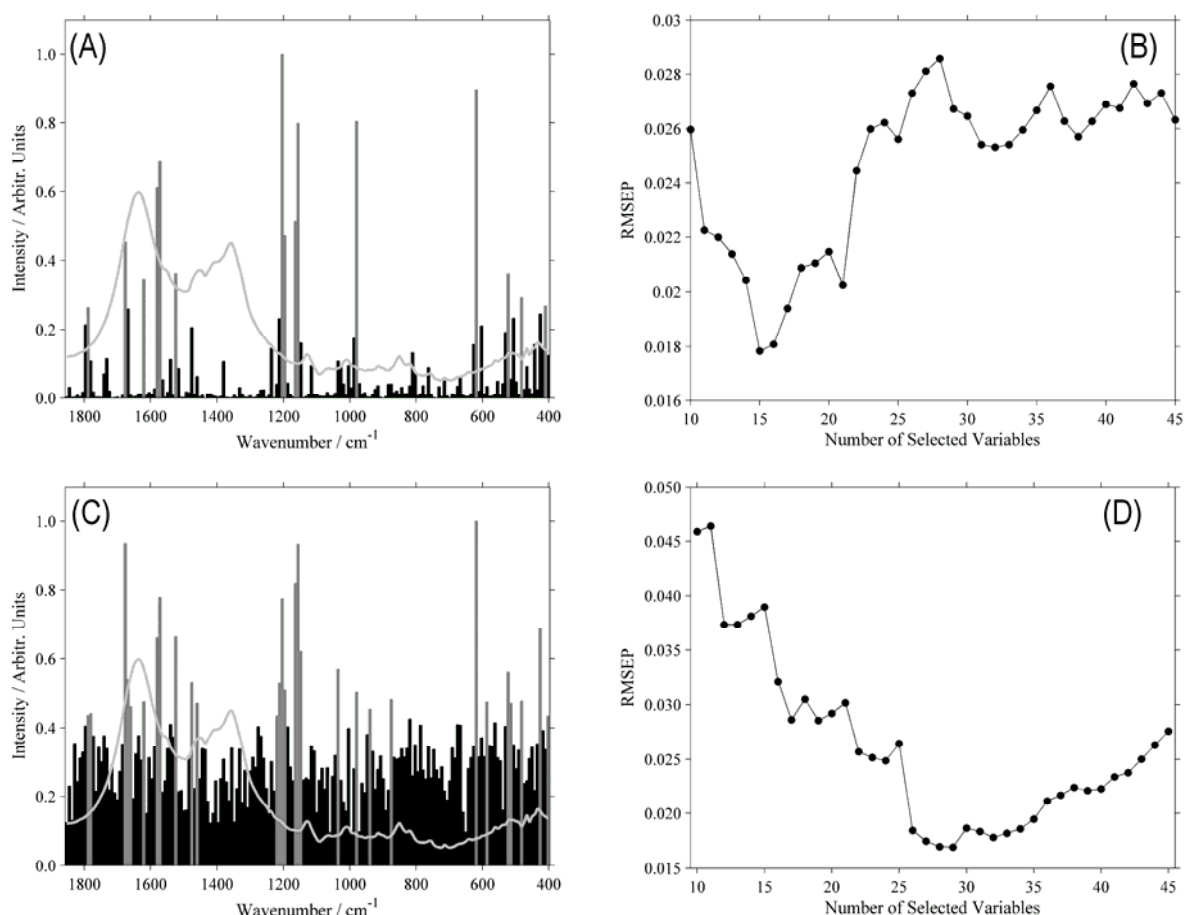 (A)
Intensity / Arbitr. Units
1.0
0.8
0.6
0.4
0.2
0.0
1800 1600 1400 1200 1000 800 600 400
Wavenumber / cm⁻¹
(B)
RMSEP
0.03
0.028
0.026
0.024
0.022
0.02
0.018
0.016
10 15 20 25 30 35 40 45
Number of Selected Variables
(C)
Intensity / Arbitr. Units
1.0
0.8
0.6
0.4
0.2
0.0
1800 1600 1400 1200 1000 800 600 400
Wavenumber / cm⁻¹
(D)
RMSEP
0.050
0.045
0.040
0.035
0.030
0.025
0.020
0.015
10 15 20 25 30 35 40 45
Number of Selected Variables